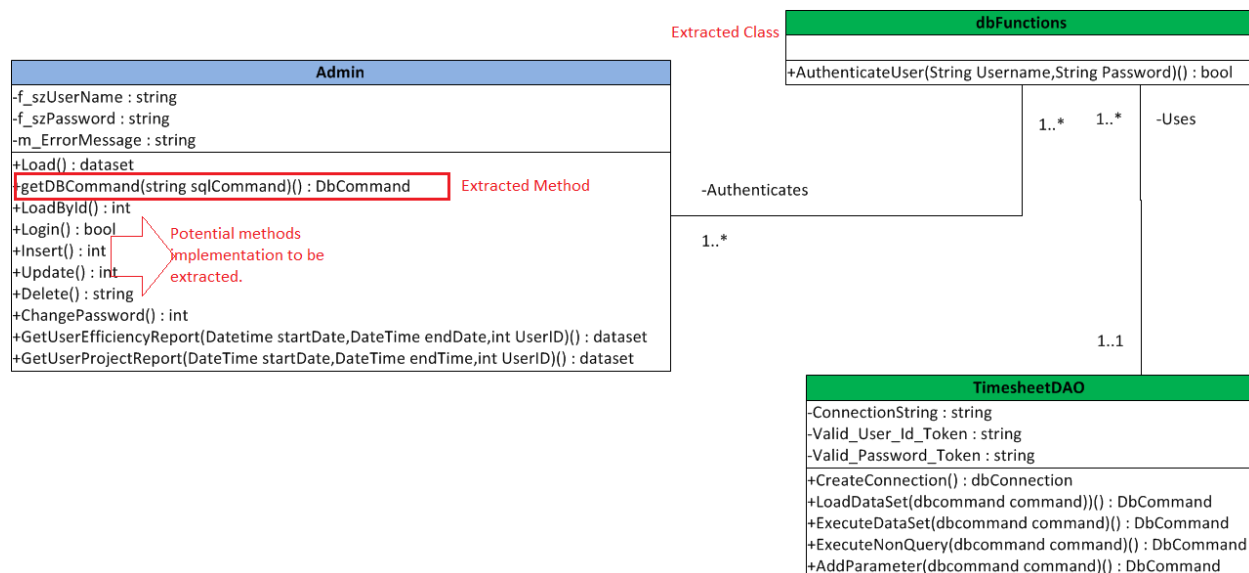 dbFunctions
Extracted Class
+AuthenticateUser(String Username,String Password)() : bool
Admin
-f_szUserName : string
-f_szPassword : string
-m_ErrorMessage : string
+Load() : dataset
+getDBCommand(string sqlCommand)() : DbCommand
Extracted Method
+LoadById() : int
+Login() : bool
+Insert() : int
+Update() : int
+Delete() : string
+ChangePassword() : int
+GetUserEfficiencyReport(Datetime startDate,DateTime endDate,int UserID)() : dataset
+GetUserProjectReport(DateTime startDate,DateTime endTime,int UserID)() : dataset
Potential methods
implementation to be
extracted.
1..*
1..*
-Uses
-Authenticates
1..*
1..1
TimesheetDAO
-ConnectionString : string
-Valid_User_Id_Token : string
-Valid_Password_Token : string
+CreateConnection() : dbConnection
+LoadDataSet(dbcommand command))() : DbCommand
+ExecuteDataSet(dbcommand command)() : DbCommand
+ExecuteNonQuery(dbcommand command)() : DbCommand
+AddParameter(dbcommand command)() : DbCommand